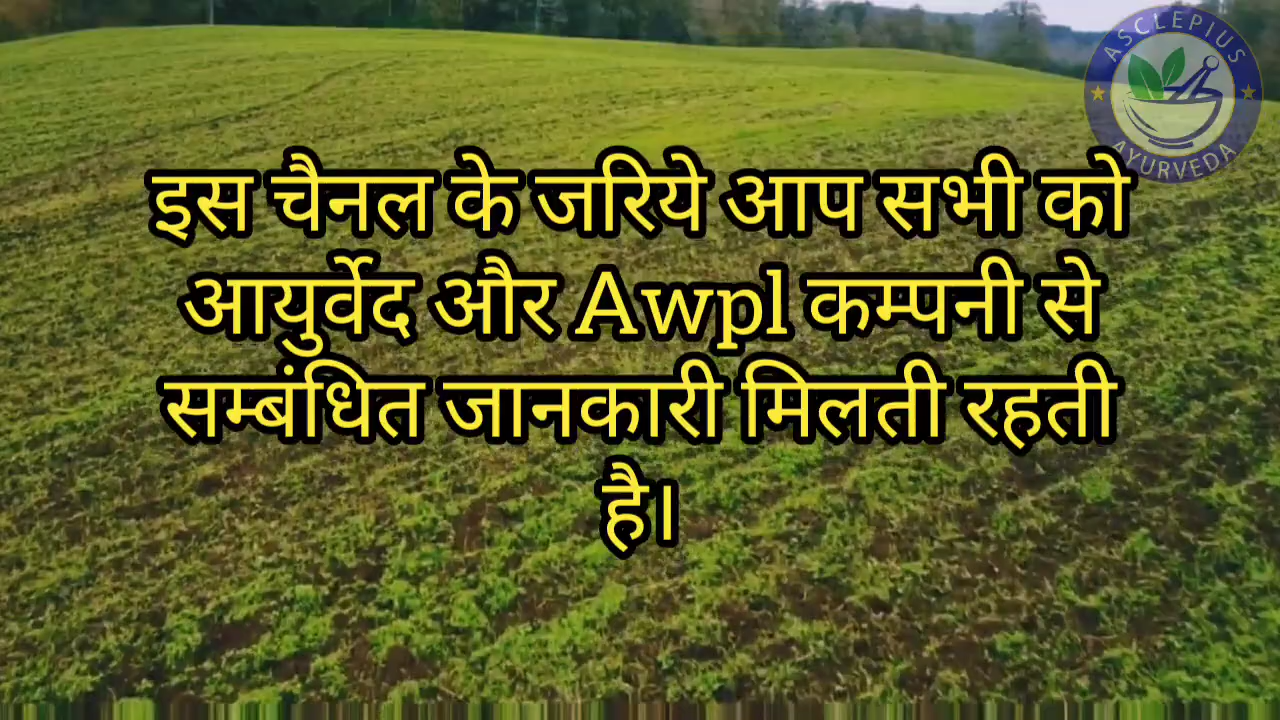 ASCLEPIUS
AYURVEDA
इस चैनल के जरिये आप सभी को
आयुर्वेद और Awpl कम्पनी से
सम्बंधित जानकारी मिलती रहती
है।